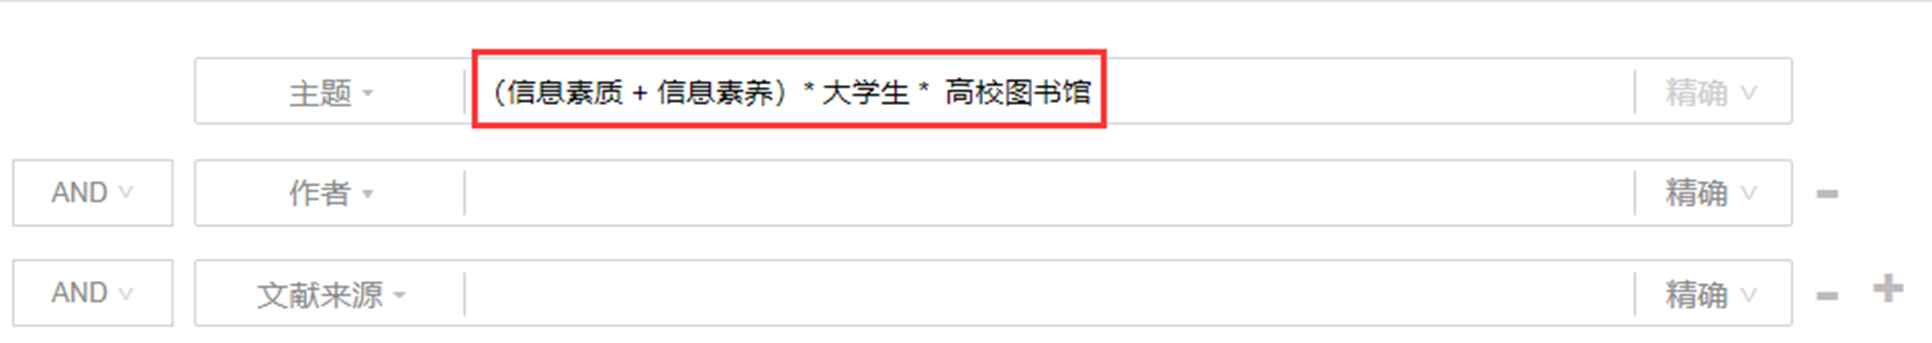 主题 （信息素质 + 信息素养）* 大学生 * 高校图书馆 精确
AND 作者 精确
AND 文献来源 精确